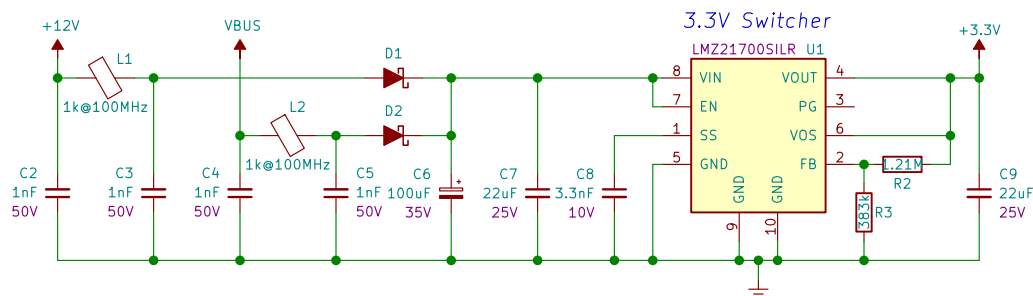 3.3V Switcher
+12V
VBUS
+3.3V
L1
1k@100MHz
D1
LMZ21700SILR U1
8 VIN VOUT 4
7 EN PG 3
L2
1k@100MHz
D2
1 SS VOS 6
5 GND FB 2
1.21M
R2
GND GND
9 10
383k
R3
C2
1nF
50V
C3
1nF
50V
C4
1nF
50V
C5
1nF
50V
C6
100uF
35V
+
C7
22uF
25V
C8
3.3nF
10V
C9
22uF
25V